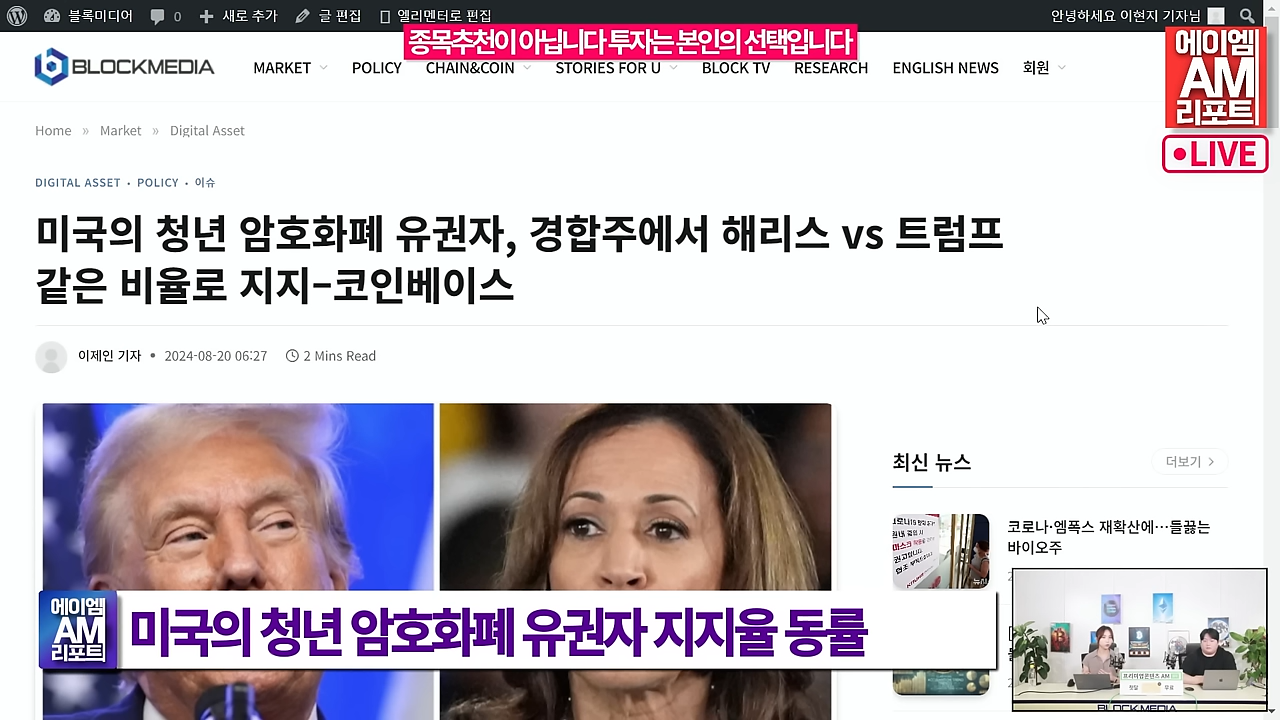 블록미디어
0
새로 추가
글 편집
엘리멘터로 편집
안녕하세요 이현지 기자님
종목추천이 아닙니다 투자는 본인의 선택입니다
BLOCKMEDIA
MARKET
POLICY
CHAIN&COIN
STORIES FOR U
BLOCK TV
RESEARCH
ENGLISH NEWS
회원
에이엠
AM
리포트
LIVE
Home » Market » Digital Asset
DIGITAL ASSET • POLICY • 이슈
미국의 청년 암호화폐 유권자, 경합주에서 해리스 vs 트럼프
같은 비율로 지지-코인베이스
이제인 기자 • 2024-08-20 06:27
2 Mins Read
최신 뉴스
더보기
코로나·엠폭스 재확산에…들끓는
바이오주
에이엠
AM
리포트
미국의 청년 암호화폐 유권자 지지율 동률
프리미엄콘텐츠 AM
BLOCKMEDIA